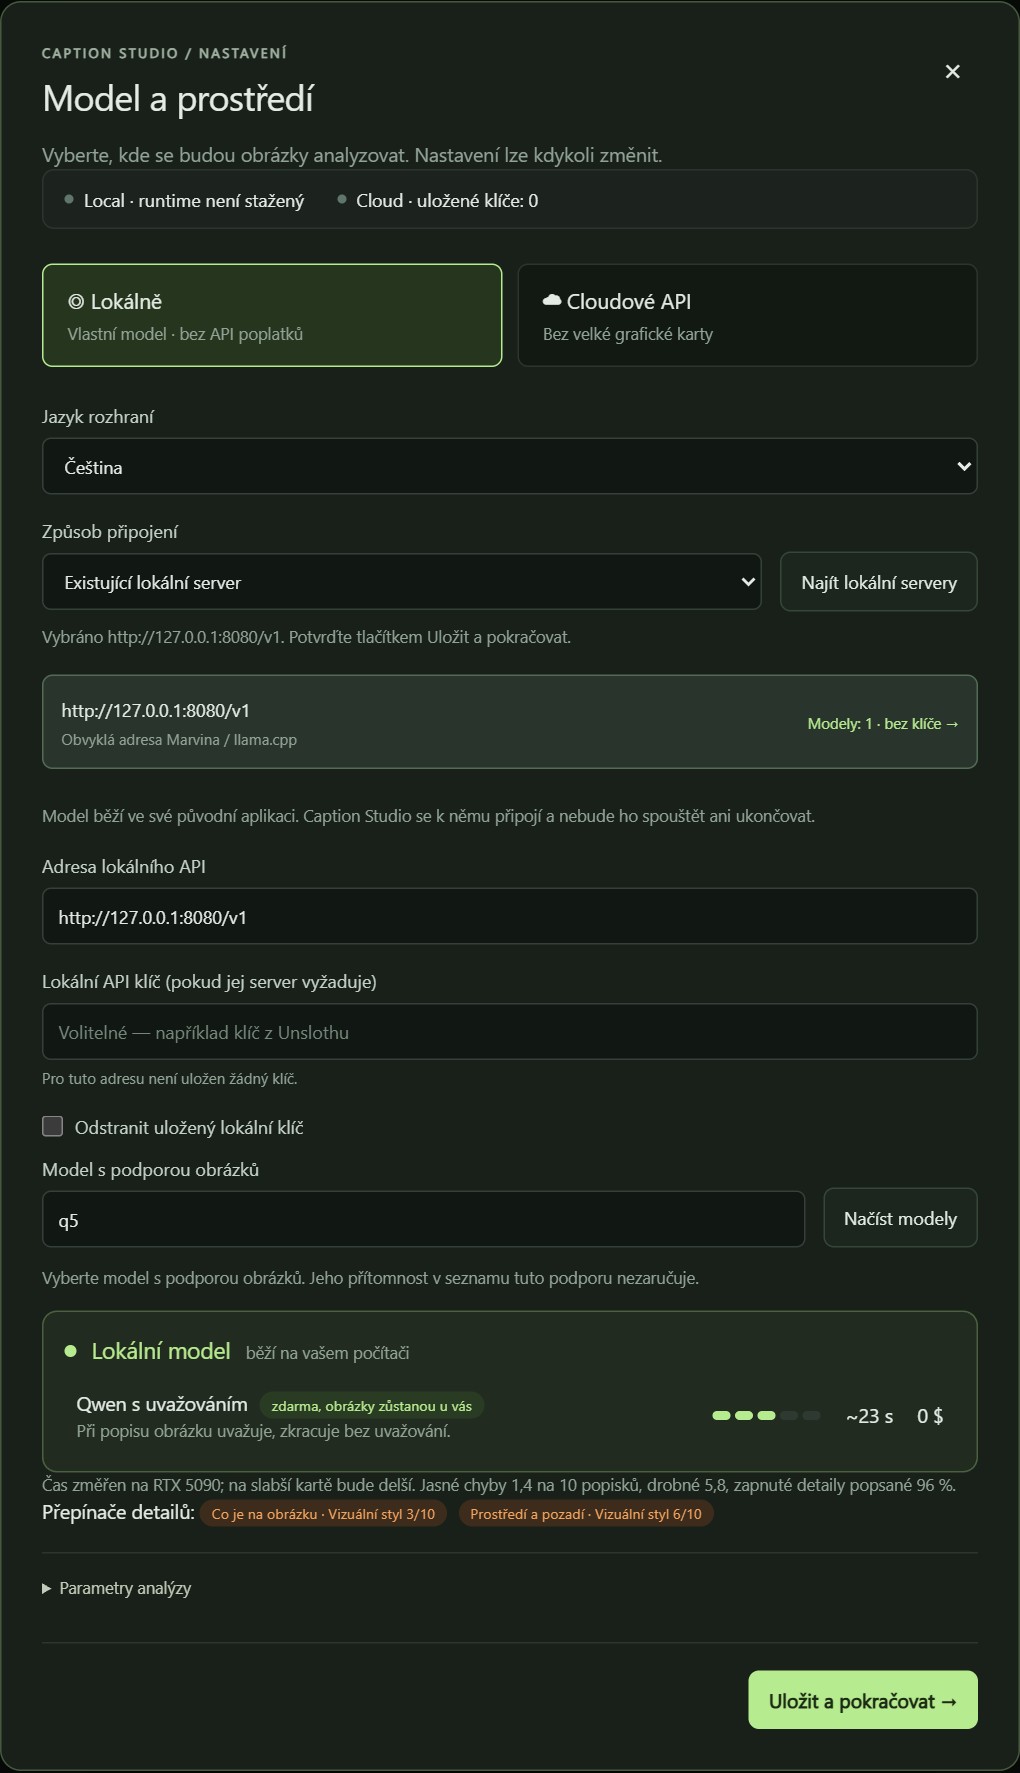 CAPTION STUDIO / NASTAVENÍ
Model a prostředí
Vyberte, kde se budou obrázky analyzovat. Nastavení lze kdykoli změnit.
Local · runtime není stažený
Cloud · uložené klíče: 0
Lokálně
Vlastní model · bez API poplatků
Cloudové API
Bez velké grafické karty
Jazyk rozhraní
Čeština
Způsob připojení
Existující lokální server
Najít lokální servery
Vybráno http://127.0.0.1:8080/v1. Potvrďte tlačítkem Uložit a pokračovat.
http://127.0.0.1:8080/v1
Obvyklá adresa Marvina / llama.cpp
Modely: 1 · bez klíče →
Model běží ve své původní aplikaci. Caption Studio se k němu připojí a nebude ho spouštět ani ukončovat.
Adresa lokálního API
http://127.0.0.1:8080/v1
Lokální API klíč (pokud jej server vyžaduje)
Volitelné — například klíč z Unslothu
Pro tuto adresu není uložen žádný klíč.
Odstranit uložený lokální klíč
Model s podporou obrázků
q5
Načíst modely
Vyberte model s podporou obrázků. Jeho přítomnost v seznamu tuto podporu nezaručuje.
Lokální model běží na vašem počítači
Qwen s uvažováním zdarma, obrázky zůstanou u vás
Při popisu obrázku uvažuje, zkracuje bez uvažování.
~23 s 0 $
Čas změřen na RTX 5090; na slabší kartě bude delší. Jasné chyby 1,4 na 10 popisků, drobné 5,8, zapnuté detaily popsané 96 %.
Přepínače detailů: Co je na obrázku · Vizuální styl 3/10 Prostředí a pozadí · Vizuální styl 6/10
Parametry analýzy
Uložit a pokračovat →